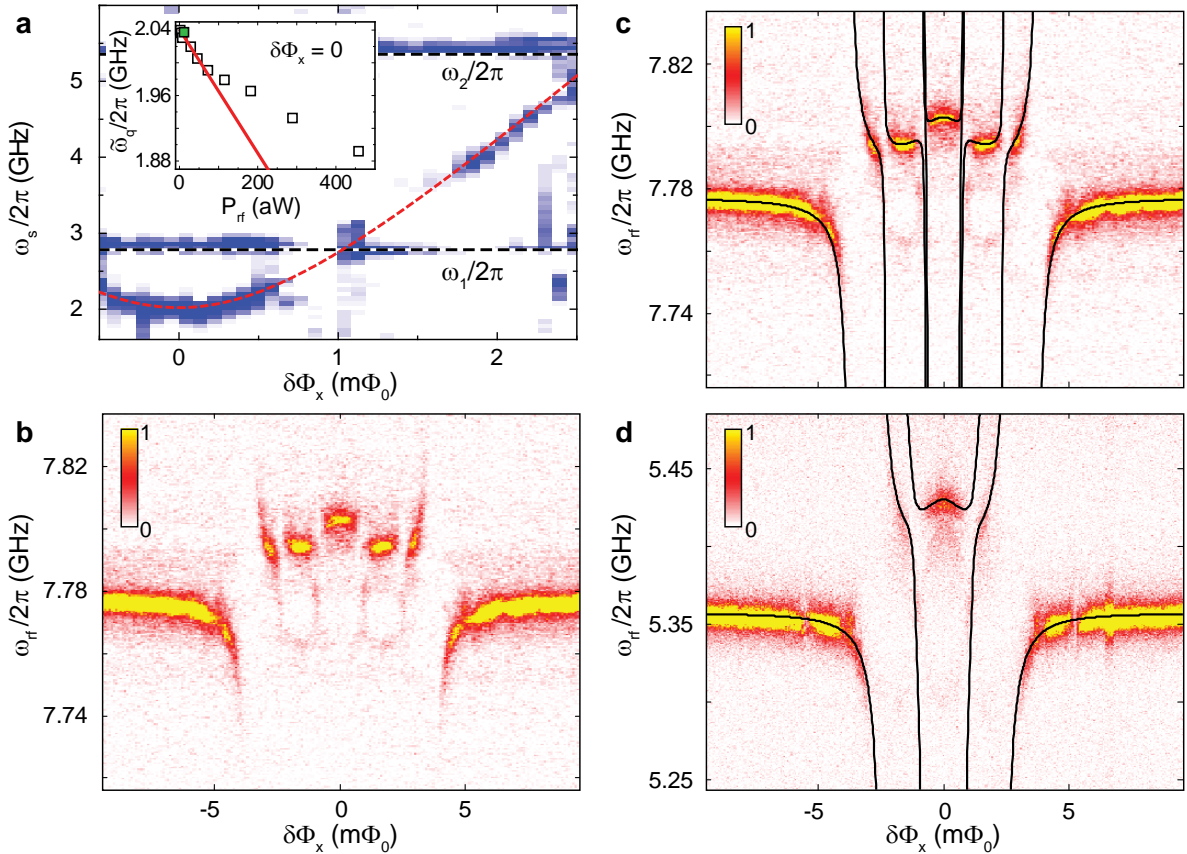 a
2.04
1.96
1.88
ω̃q/2π (GHz)
0
200
400
Prf (aW)
δΦx = 0
5
4
3
2
ωs/2π (GHz)
ω2/2π
ω1/2π
0
1
2
δΦx (mΦ0)
b
1
0
7.82
7.78
7.74
ωrf/2π (GHz)
-5
0
5
δΦx (mΦ0)
c
1
0
7.82
7.78
7.74
ωrf/2π (GHz)
d
1
0
5.45
5.35
5.25
ωrf/2π (GHz)
-5
0
5
δΦx (mΦ0)